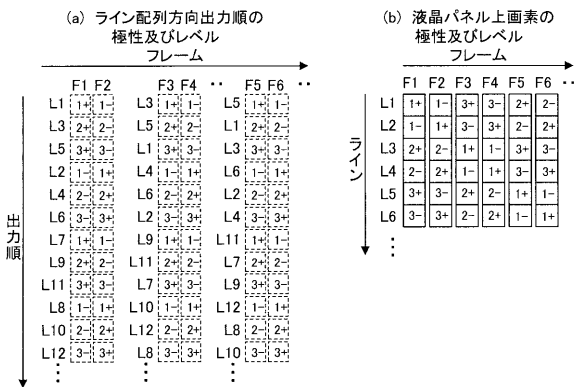 (a) ライン配列方向出力順の
極性及びレベル
フレーム
F1 F2 F3 F4 ‥ F5 F6 ‥
L1 1+ 1- L3 1+ 1- L5 1+ 1-
L3 2+ 2- L5 2+ 2- L1 2+ 2-
L5 3+ 3- L1 3+ 3- L3 3+ 3-
L2 1- 1+ L4 1- 1+ L6 1- 1+
L4 2- 2+ L6 2- 2+ L2 2- 2+
L6 3- 3+ L2 3- 3+ L4 3- 3+
L7 1+ 1- L9 1+ 1- L11 1+ 1-
L9 2+ 2- L11 2+ 2- L7 2+ 2-
L11 3+ 3- L7 3+ 3- L9 3+ 3-
L8 1- 1+ L10 1- 1+ L12 1- 1+
L10 2- 2+ L12 2- 2+ L8 2- 2+
L12 3- 3+ L8 3- 3+ L10 3- 3+
出力順
(b) 液晶パネル上画素の
極性及びレベル
フレーム
F1 F2 F3 F4 F5 F6 ‥
L1 1+ 1- 3+ 3- 2+ 2-
L2 1- 1+ 3- 3+ 2- 2+
L3 2+ 2- 1+ 1- 3+ 3-
L4 2- 2+ 1- 1+ 3- 3+
L5 3+ 3- 2+ 2- 1+ 1-
L6 3- 3+ 2- 2+ 1- 1+
ライン